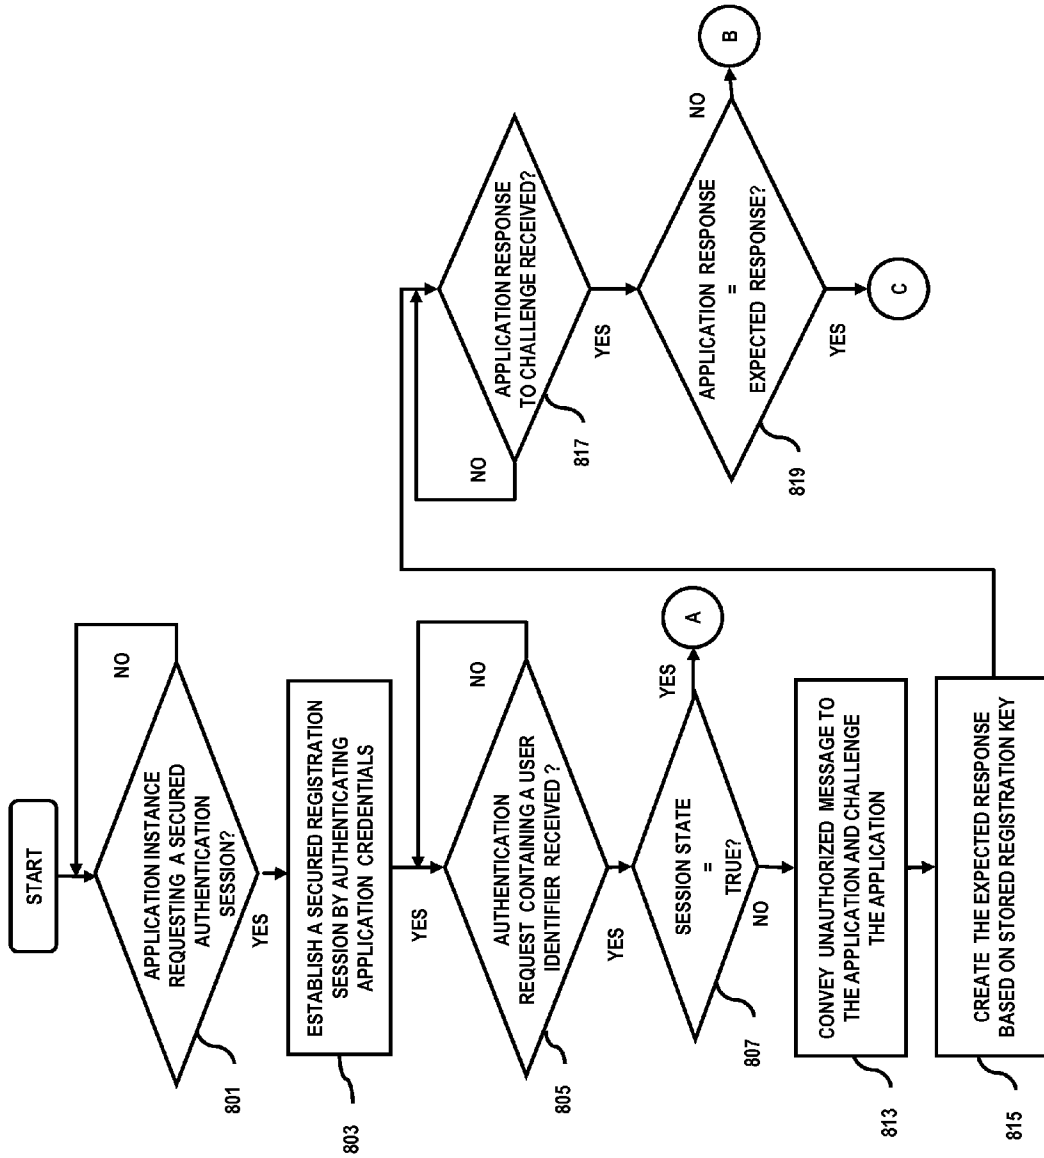 START
APPLICATION INSTANCE
REQUESTING A SECURED
AUTHENTICATION
SESSION?
NO
YES
801
ESTABLISH A SECURED REGISTRATION
SESSION BY AUTHENTICATING
APPLICATION CREDENTIALS
803
YES
AUTHENTICATION
REQUEST CONTAINING A USER
IDENTIFIER RECEIVED ?
NO
YES
805
SESSION STATE
=
TRUE?
YES
A
NO
807
CONVEY UNAUTHORIZED MESSAGE TO
THE APPLICATION AND CHALLENGE
THE APPLICATION
813
CREATE THE EXPECTED RESPONSE
BASED ON STORED REGISTRATION KEY
815
APPLICATION RESPONSE
TO CHALLENGE RECEIVED?
NO
YES
817
APPLICATION RESPONSE
=
EXPECTED RESPONSE?
NO
B
YES
819
C